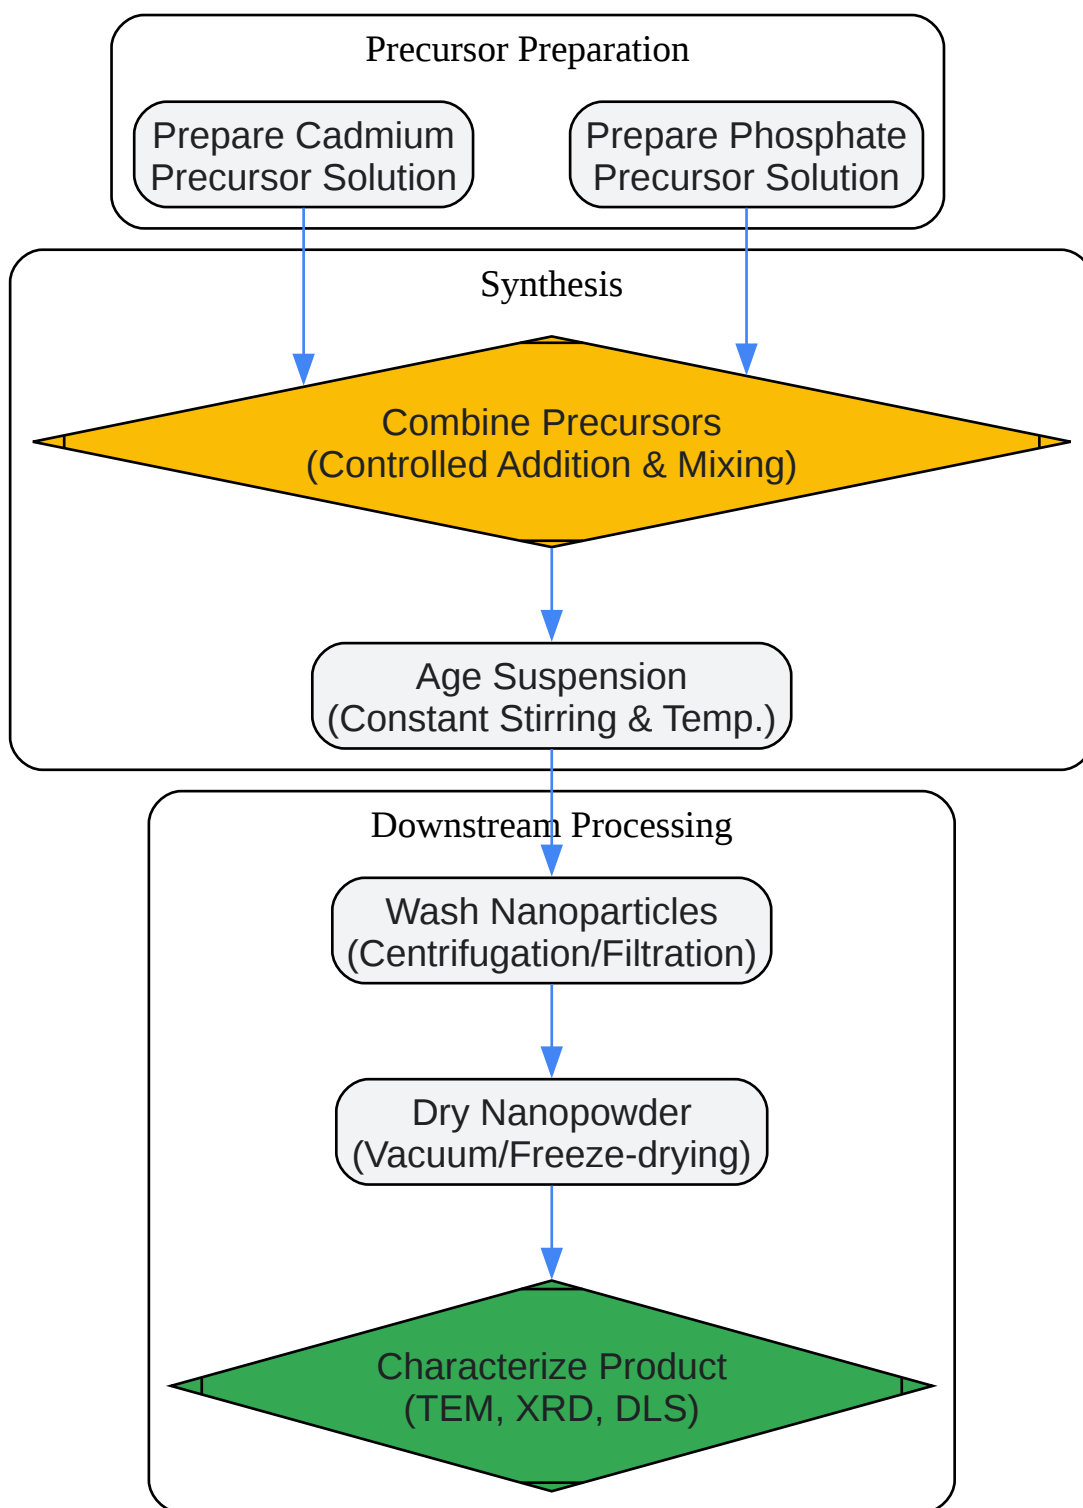 Precursor Preparation
Prepare Cadmium
Precursor Solution
Prepare Phosphate
Precursor Solution
Synthesis
Combine Precursors
(Controlled Addition & Mixing)
Age Suspension
(Constant Stirring & Temp.)
Downstream Processing
Wash Nanoparticles
(Centrifugation/Filtration)
Dry Nanopowder
(Vacuum/Freeze-drying)
Characterize Product
(TEM, XRD, DLS)